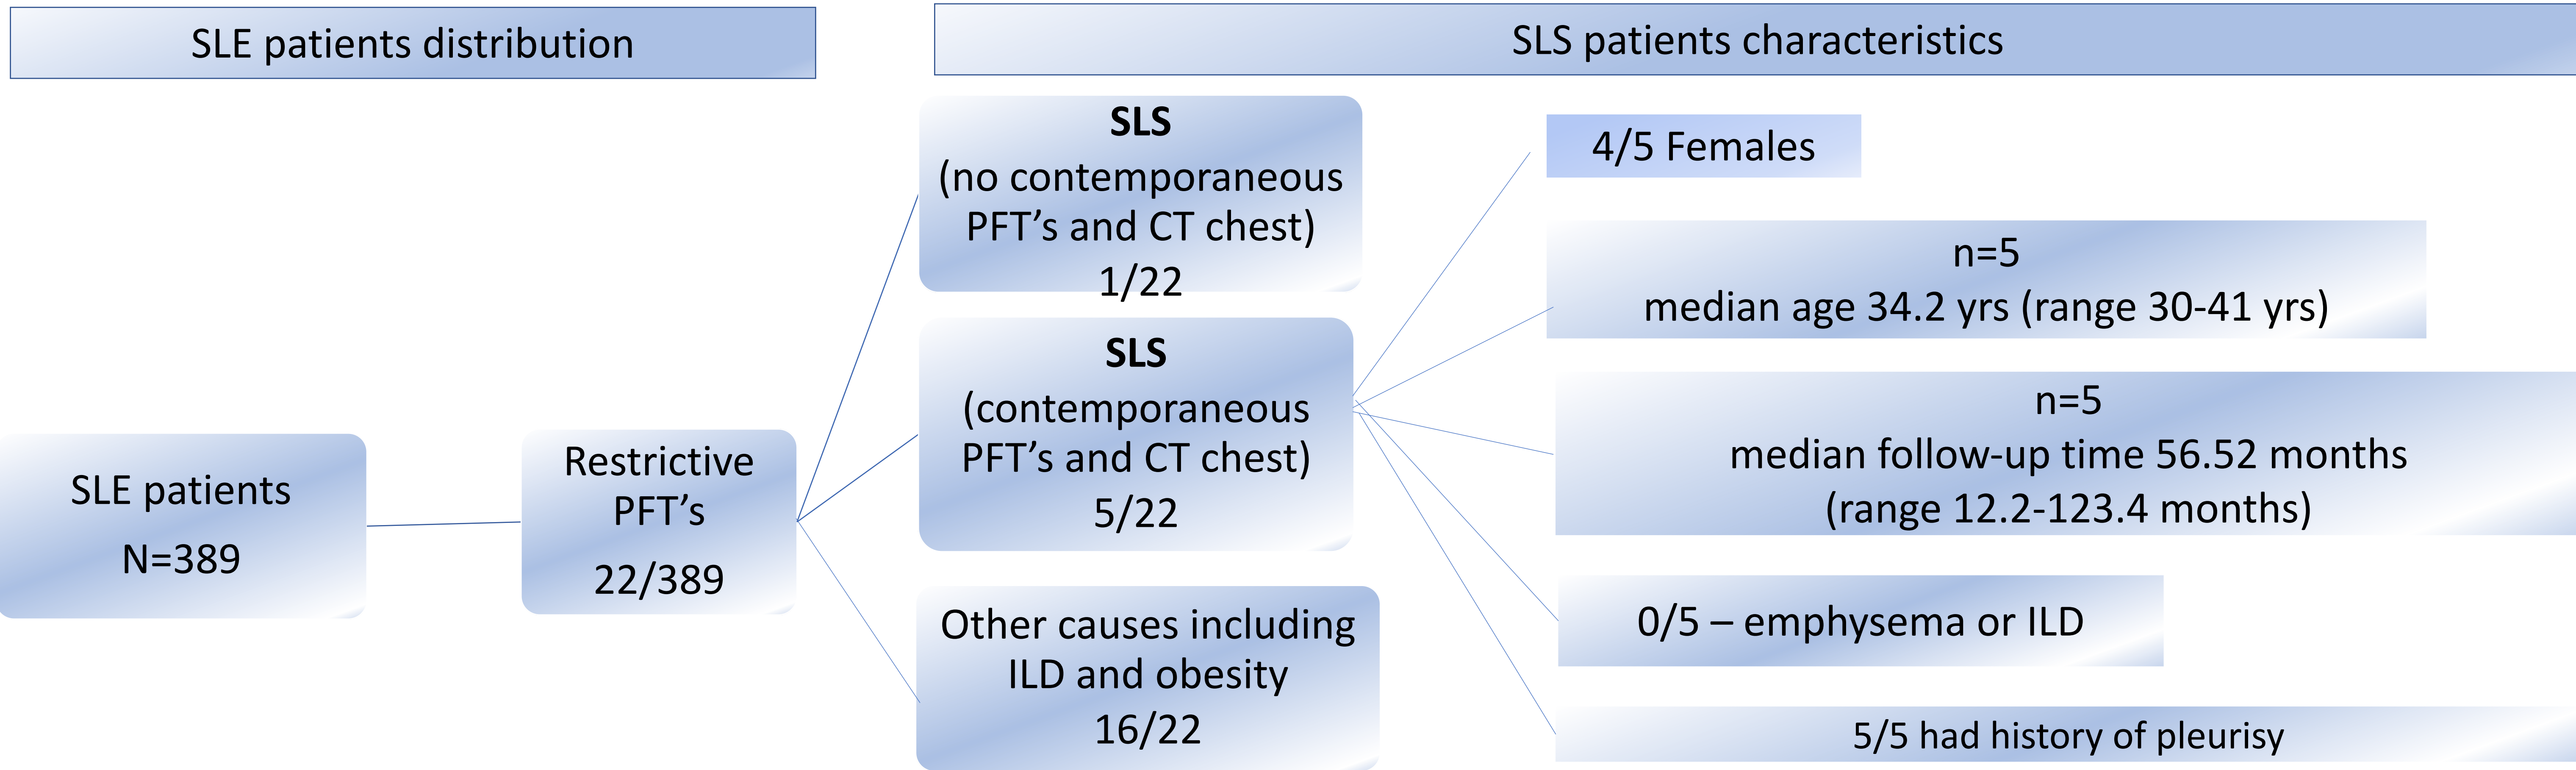 SLE patients distribution
SLS patients characteristics
SLE patients
N=389
Restrictive
PFT’s
22/389
SLS
(no contemporaneous
PFT’s and CT chest)
1/22
SLS
(contemporaneous
PFT’s and CT chest)
5/22
Other causes including
ILD and obesity
16/22
4/5 Females
n=5
median age 34.2 yrs (range 30-41 yrs)
n=5
median follow-up time 56.52 months
(range 12.2-123.4 months)
0/5 – emphysema or ILD
5/5 had history of pleurisy